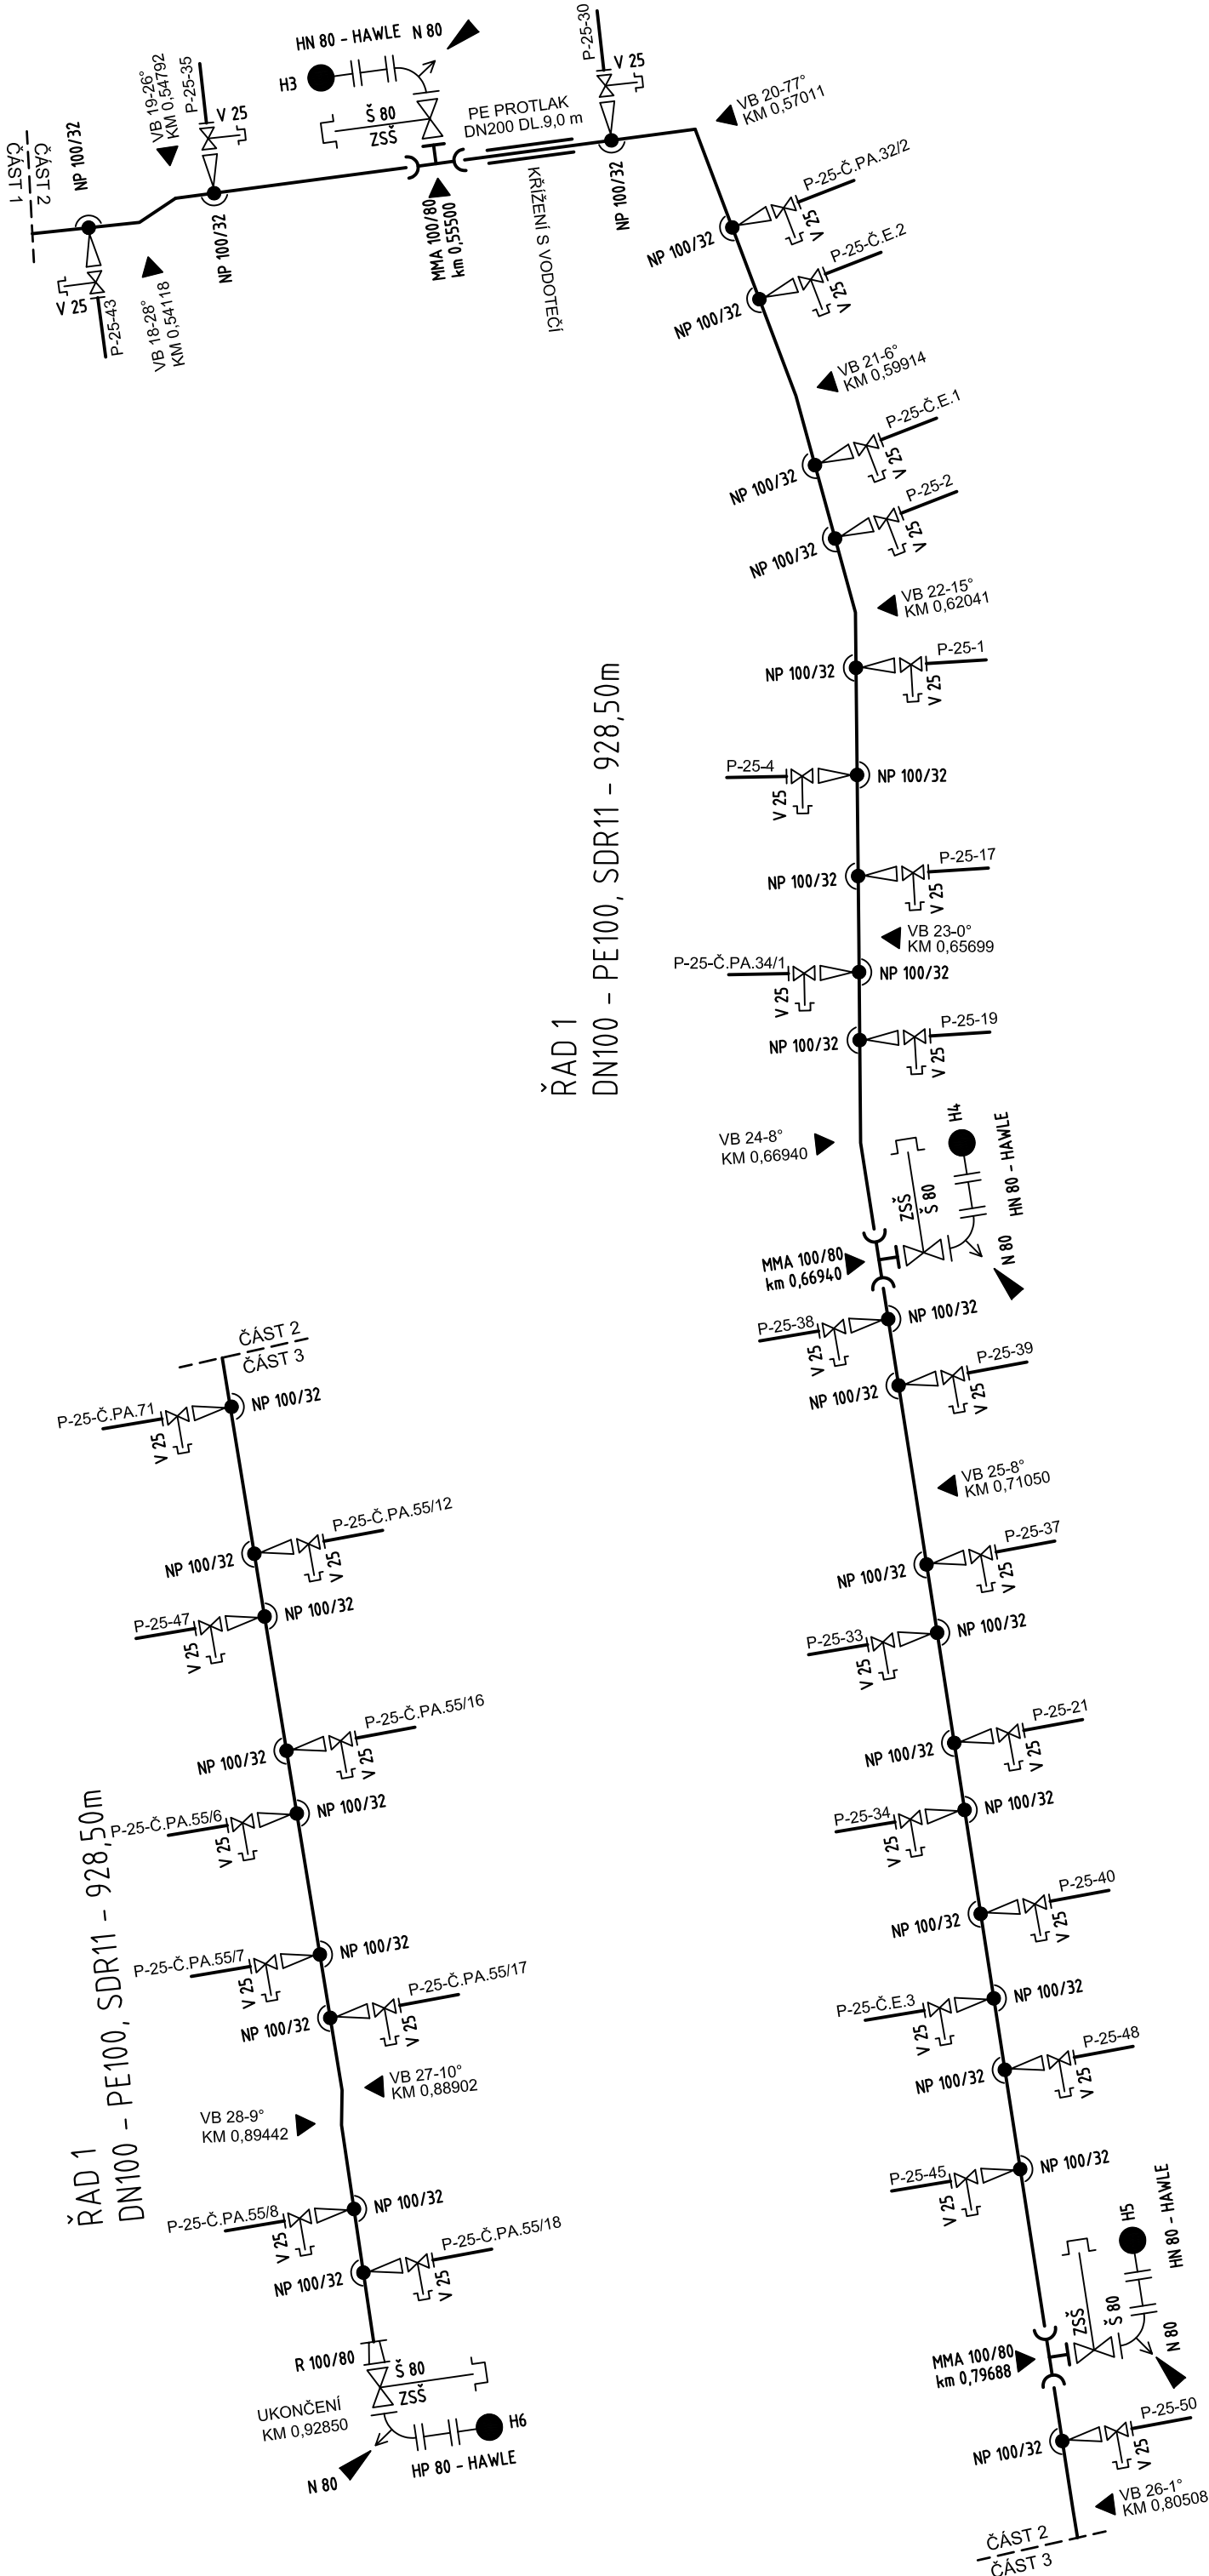 HN 80 - HAWLE
N 80
H3
Š 80
ZSŠ
P-25-30
V 25
PE PROTLAK
DN200 DL.9,0 m
KŘÍŽENÍ S VODOTEČÍ
NP 100/32
VB 20-77°
KM 0,57011
VB 19-26°
KM 0,54792
P-25-35
V 25
NP 100/32
ČÁST 2
ČÁST 1
NP 100/32
V 25
P-25-43
VB 18-28°
KM 0,54118
MMA 100/80
km 0,55500
P-25-Č.PA.32/2
V 25
NP 100/32
P-25-Č.E.2
V 25
NP 100/32
VB 21-6°
KM 0,59914
P-25-Č.E.1
V 25
NP 100/32
P-25-2
V 25
NP 100/32
VB 22-15°
KM 0,62041
P-25-1
V 25
NP 100/32
P-25-4
V 25
NP 100/32
P-25-17
V 25
NP 100/32
VB 23-0°
KM 0,65699
P-25-Č.PA.34/1
V 25
NP 100/32
P-25-19
V 25
NP 100/32
ŘAD 1
DN100 - PE100, SDR11 - 928,50m
VB 24-8°
KM 0,66940
H4
HN 80 - HAWLE
ZSŠ
Š 80
N 80
MMA 100/80
km 0,66940
P-25-38
V 25
NP 100/32
P-25-39
V 25
NP 100/32
VB 25-8°
KM 0,71050
P-25-37
V 25
NP 100/32
P-25-33
V 25
NP 100/32
P-25-21
V 25
NP 100/32
P-25-34
V 25
NP 100/32
P-25-40
V 25
NP 100/32
P-25-Č.E.3
V 25
NP 100/32
P-25-48
V 25
NP 100/32
P-25-45
V 25
NP 100/32
H5
HN 80 - HAWLE
ZSŠ
Š 80
N 80
MMA 100/80
km 0,79688
P-25-50
V 25
NP 100/32
VB 26-1°
KM 0,80508
ČÁST 2
ČÁST 3
ČÁST 2
ČÁST 3
P-25-Č.PA.71
V 25
NP 100/32
P-25-Č.PA.55/12
V 25
NP 100/32
P-25-47
V 25
NP 100/32
P-25-Č.PA.55/16
V 25
NP 100/32
P-25-Č.PA.55/6
V 25
NP 100/32
P-25-Č.PA.55/7
V 25
NP 100/32
P-25-Č.PA.55/17
V 25
NP 100/32
ŘAD 1
DN100 - PE100, SDR11 - 928,50m
VB 27-10°
KM 0,88902
VB 28-9°
KM 0,89442
P-25-Č.PA.55/8
V 25
NP 100/32
P-25-Č.PA.55/18
V 25
NP 100/32
R 100/80
Š 80
ZSŠ
UKONČENÍ
KM 0,92850
H6
HP 80 - HAWLE
N 80